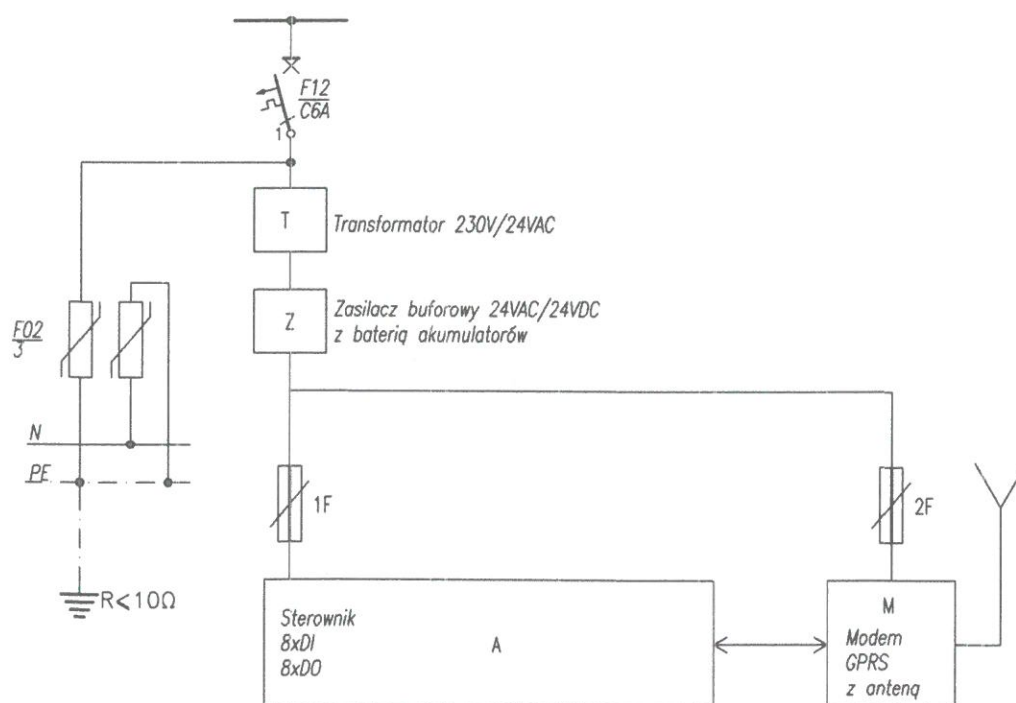 F12
C6A
1
T
Transformator 230V/24VAC
Z
Zasilacz buforowy 24VAC/24VDC
z baterią akumulatorów
F02
3
N
PE
1F
2F
R<10Ω
Sterownik
8xDI
8xDO
A
M
Modem
GPRS
z anteną